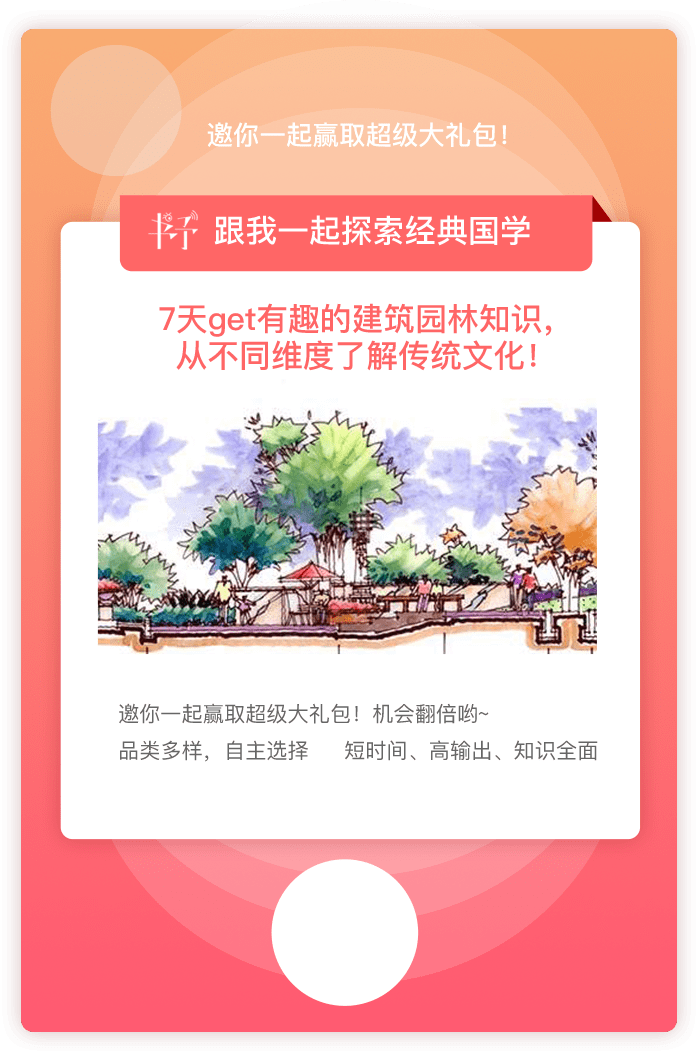 邀你一起赢取超级大礼包！
跟我一起探索经典国学
7天get有趣的建筑园林知识，
从不同维度了解传统文化！
邀你一起赢取超级大礼包！机会翻倍哟~
品类多样，自主选择 短时间、高输出、知识全面